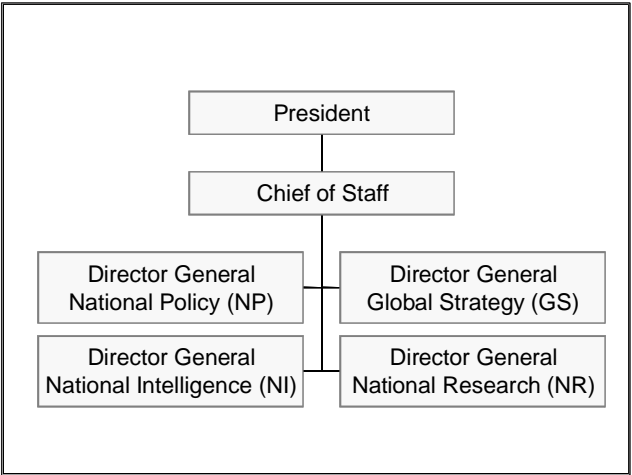 President
Chief of Staff
Director General
National Policy (NP)
Director General
Global Strategy (GS)
Director General
National Intelligence (NI)
Director General
National Research (NR)